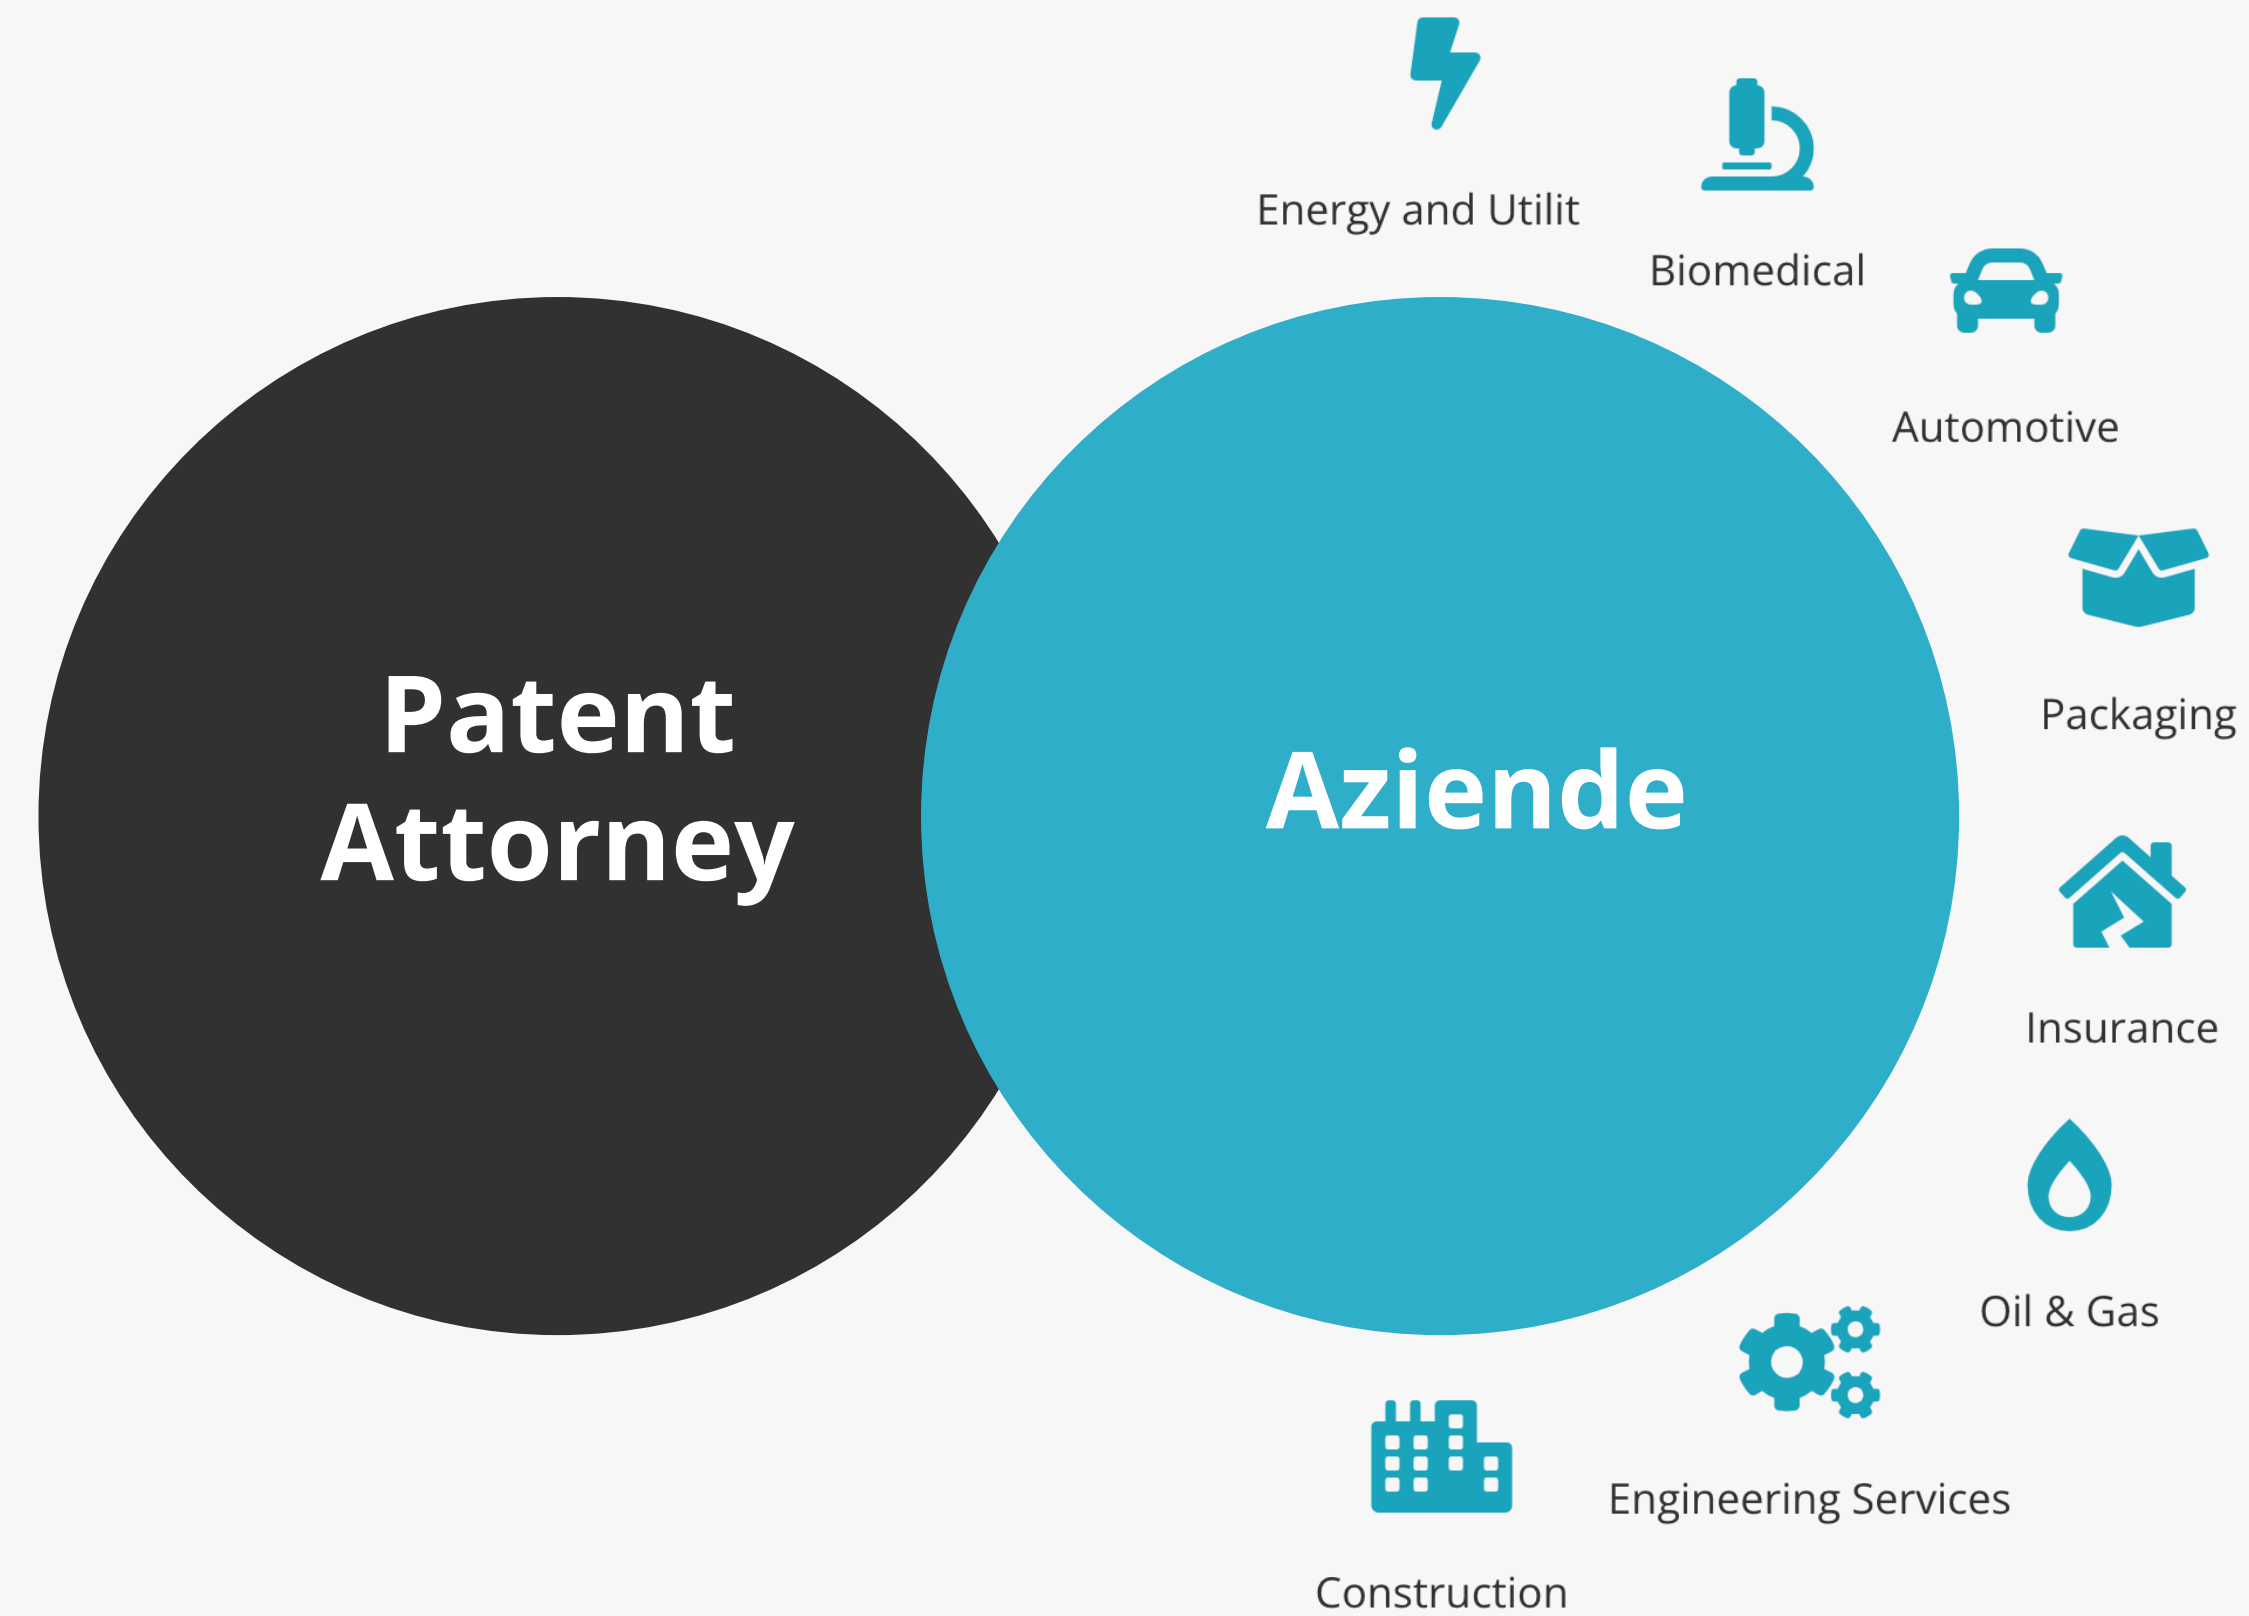 Energy and Utilit
Biomedical
Automotive
Packaging
Patent
Attorney
Aziende
Insurance
Oil & Gas
Engineering Services
Construction